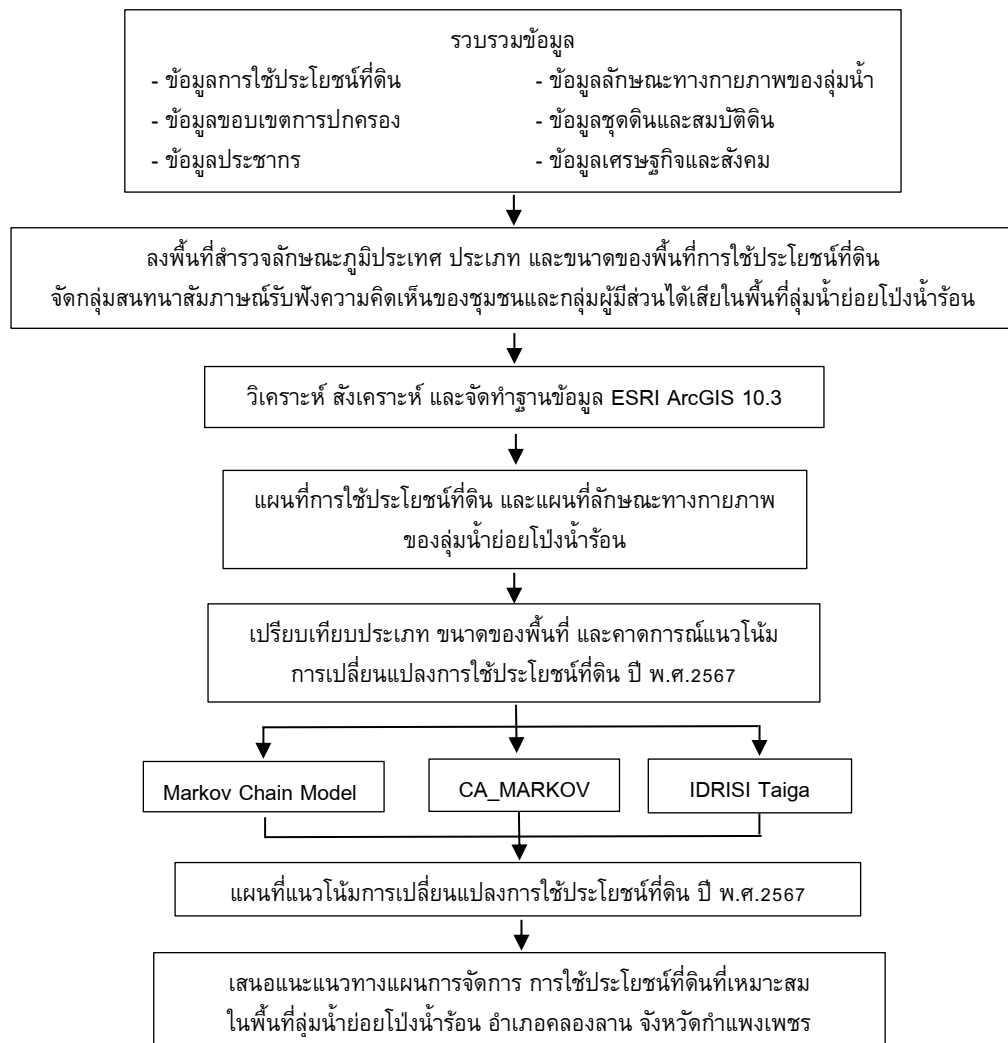 รวบรวมข้อมูล
- ข้อมูลการใช้ประโยชน์ที่ดิน - ข้อมูลลักษณะทางกายภาพของลุ่มน้ำ
- ข้อมูลขอบเขตการปกครอง - ข้อมูลชุดดินและสมบัติดิน
- ข้อมูลประชากร - ข้อมูลเศรษฐกิจและสังคม
ลงพื้นที่สำรวจลักษณะภูมิประเทศ ประเภท และขนาดของพื้นที่การใช้ประโยชน์ที่ดิน
จัดกลุ่มสนทนาสัมภาษณ์รับฟังความคิดเห็นของชุมชนและกลุ่มผู้มีส่วนได้เสียในพื้นที่ลุ่มน้ำย่อยโป่งน้ำร้อน
วิเคราะห์ สังเคราะห์ และจัดทำฐานข้อมูล ESRI ArcGIS 10.3
แผนที่การใช้ประโยชน์ที่ดิน และแผนที่ลักษณะทางกายภาพ
ของลุ่มน้ำย่อยโป่งน้ำร้อน
เปรียบเทียบประเภท ขนาดของพื้นที่ และคาดการณ์แนวโน้ม
การเปลี่ยนแปลงการใช้ประโยชน์ที่ดิน ปี พ.ศ.2567
Markov Chain Model CA_MARKOV IDRISI Taiga
แผนที่แนวโน้มการเปลี่ยนแปลงการใช้ประโยชน์ที่ดิน ปี พ.ศ.2567
เสนอแนะแนวทางแผนการจัดการ การใช้ประโยชน์ที่ดินที่เหมาะสม
ในพื้นที่ลุ่มน้ำย่อยโป่งน้ำร้อน อำเภอคลองลาน จังหวัดกำแพงเพชร